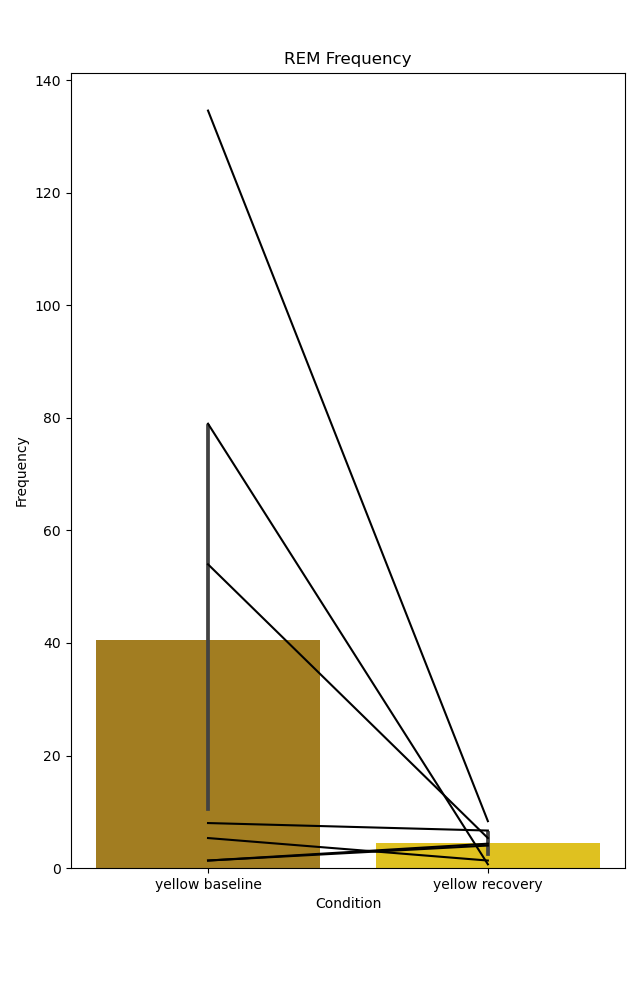 REM Frequency
140
120
100
80
60
40
20
0
Frequency
yellow baseline
yellow recovery
Condition